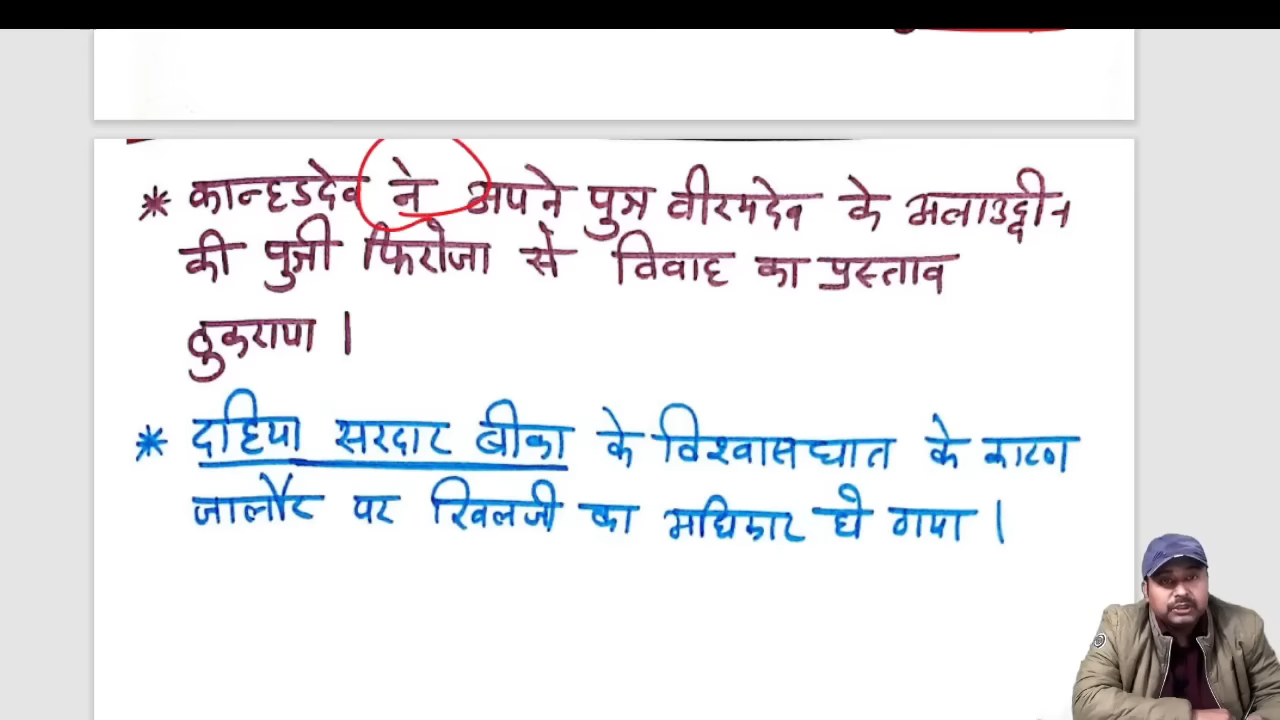 * कान्हडदेव ने अपने पुत्र वीरमदेव के अलाउद्दीन
की पुत्री फिरोजा से विवाह का प्रस्ताव
ठुकराया ।
* दहिया सरदार बीका के विश्वासघात के कारण
जालौर पर खिलजी का अधिकार हो गया ।